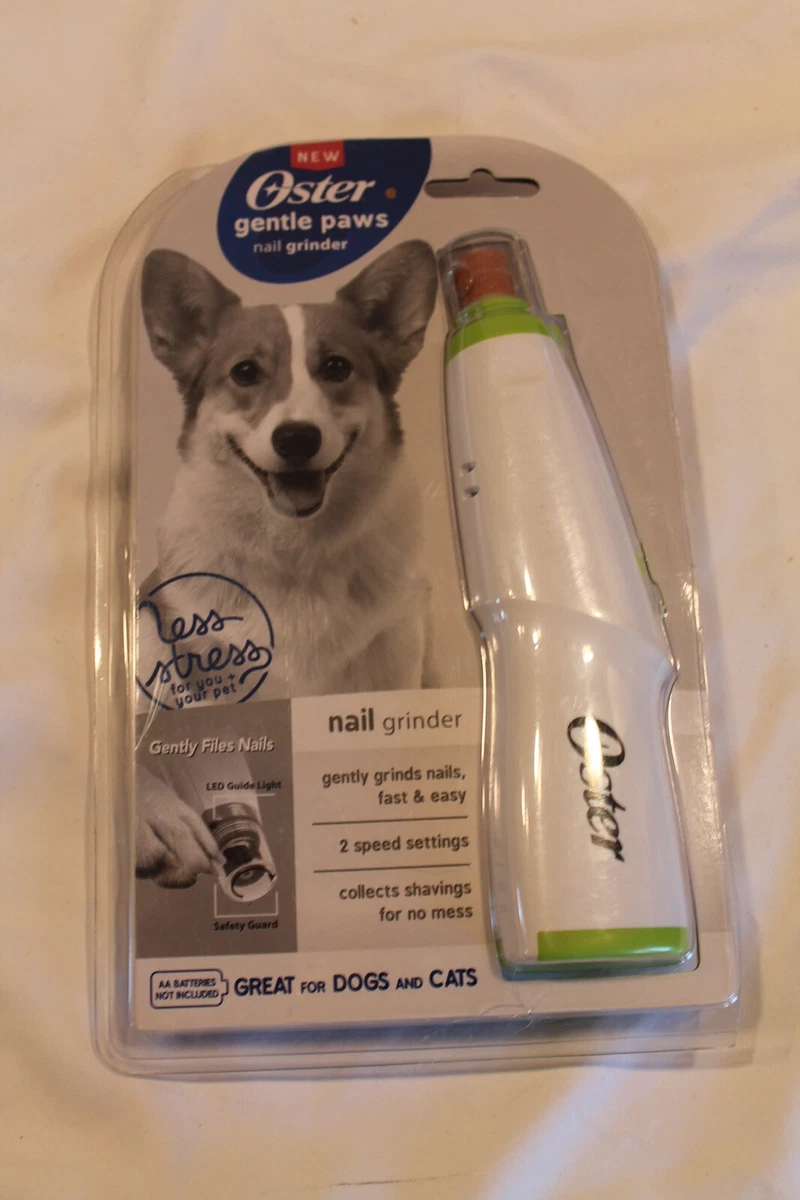 NEW
Oster
gentle paws
nail grinder
less
stress
for you +
your pet
Gently Files Nails
LED Guide Light
Safety Guard
nail grinder
gently grinds nails,
fast & easy
2 speed settings
collects shavings
for no mess
Oster
AA BATTERIES
NOT INCLUDED
GREAT FOR DOGS AND CATS